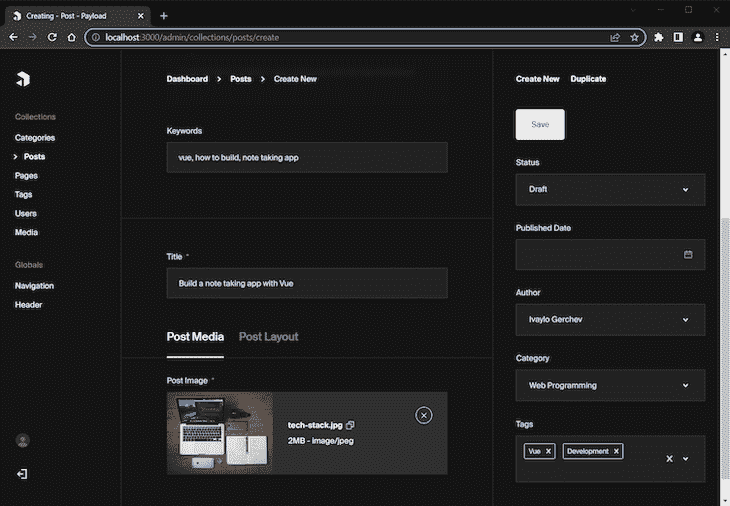 Creating - Post - Payload
localhost:3000/admin/collections/posts/create
Collections
Categories
Posts
Pages
Tags
Users
Media
Globals
Navigation
Header
Dashboard > Posts > Create New
Keywords
vue, how to build, note taking app
Title *
Build a note taking app with Vue
Post Media Post Layout
Post Image *
tech-stack.jpg
2MB - image/jpeg
Create New Duplicate
Save
Status
Draft
Published Date
Author
Ivaylo Gerchev
Category
Web Programming
Tags
Vue Development